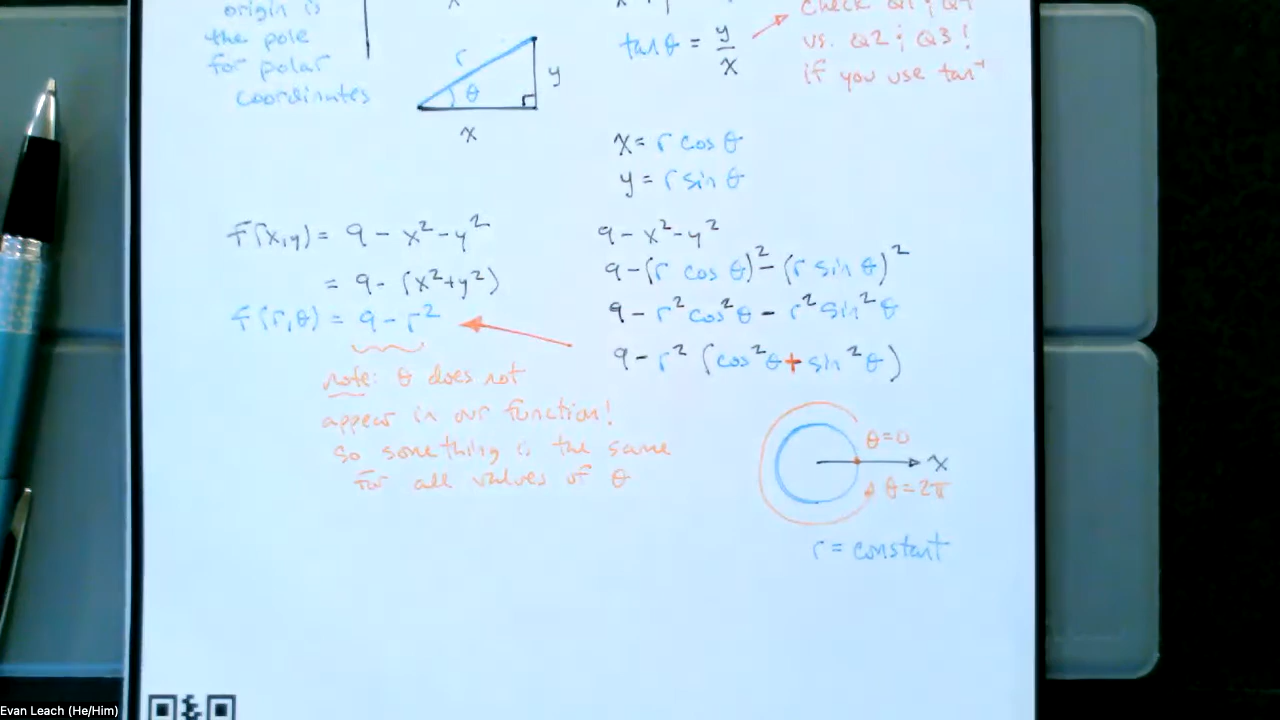 origin is
the pole
for polar
coordinates
r
θ
y
x
tan θ = y/x
check Q1 & Q4
vs. Q2 & Q3!
if you use tan⁻¹
x = r cos θ
y = r sin θ
f(x,y) = 9 - x² - y²
= 9 - (x² + y²)
f(r,θ) = 9 - r²
note: θ does not
appear in our function!
so something is the same
for all values of θ
9 - x² - y²
9 - (r cos θ)² - (r sin θ)²
9 - r² cos² θ - r² sin² θ
9 - r² (cos² θ + sin² θ)
θ = 0
x
θ = 2π
r = constant
Evan Leach (He/Him)